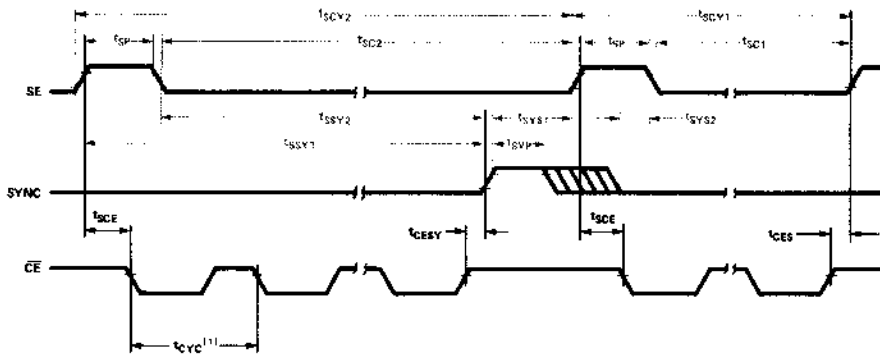 tSCY2 tSCY1
tSP tSC2 tSP tSC1
SE
tSSY2 tSYS1 tSYS2
tSSY1 tSYP
SYNC
tSCE tCESY tSCE tCES
CE
tCYC[1]